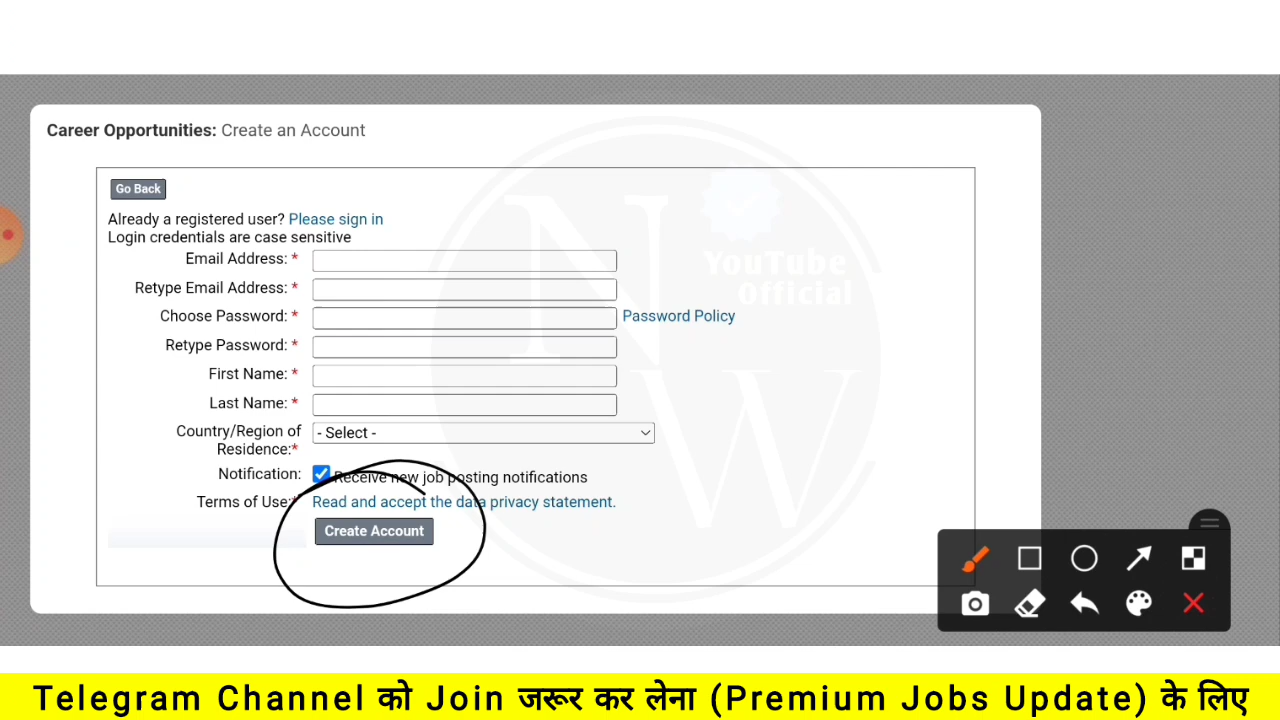 Career Opportunities: Create an Account
Go Back
Already a registered user? Please sign in
Login credentials are case sensitive
Email Address: *
Retype Email Address: *
Choose Password: * Password Policy
Retype Password: *
First Name: *
Last Name: *
Country/Region of Residence:* - Select -
Notification: Receive new job posting notifications
Terms of Use:* Read and accept the data privacy statement.
Create Account
NW
YouTube
Official
Telegram Channel को Join जरूर कर लेना (Premium Jobs Update) के लिए